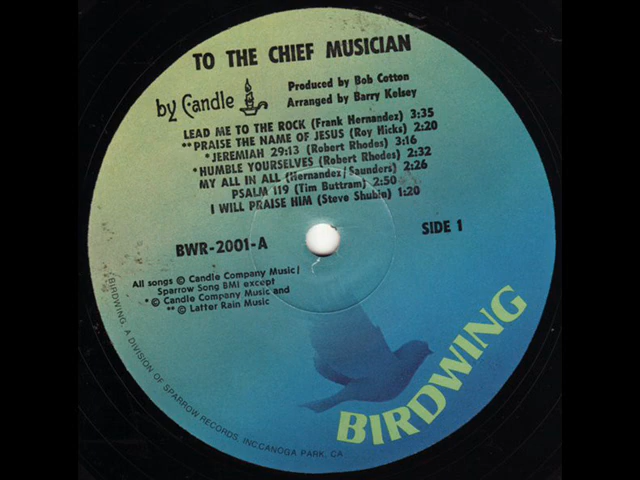 TO THE CHIEF MUSICIAN
by Candle
Produced by Bob Cotton
Arranged by Barry Kelsey
LEAD ME TO THE ROCK (Frank Hernandez) 3:35
**PRAISE THE NAME OF JESUS (Roy Hicks) 2:20
*JEREMIAH 29:13 (Robert Rhodes) 3:16
*HUMBLE YOURSELVES (Robert Rhodes) 2:32
MY ALL IN ALL (Hernandez/Saunders) 2:26
PSALM 119 (Tim Buttram) 2:50
I WILL PRAISE HIM (Steve Shubin) 1:20
BWR-2001-A
SIDE 1
All songs © Candle Company Music/
Sparrow Song BMI except
* © Candle Company Music and
** © Latter Rain Music
BIRDWING
BIRDWING, A DIVISION OF SPARROW RECORDS, INC. CANOGA PARK, CA